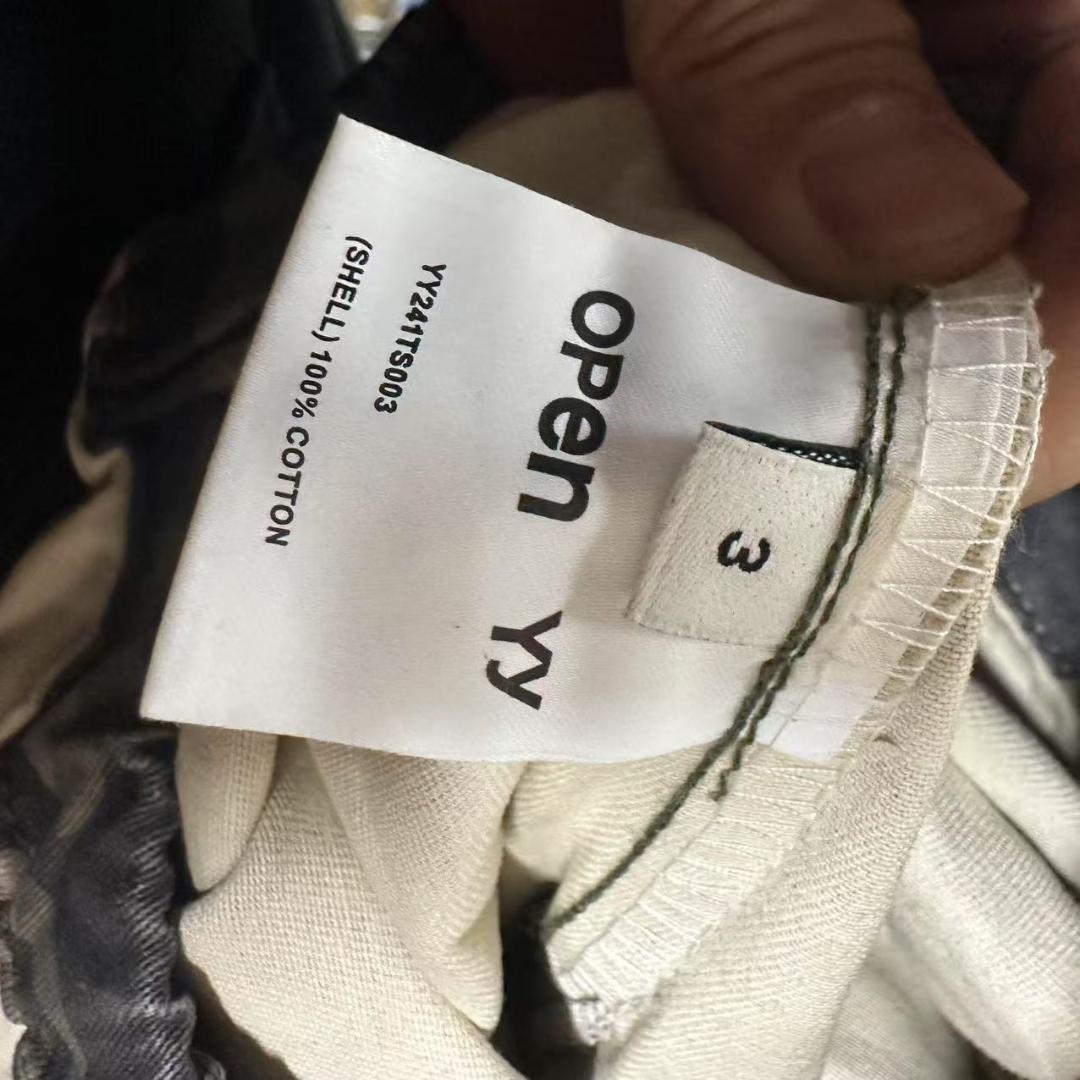 3
OPen YY
YY241TS003
(SHELL) 100% COTTON